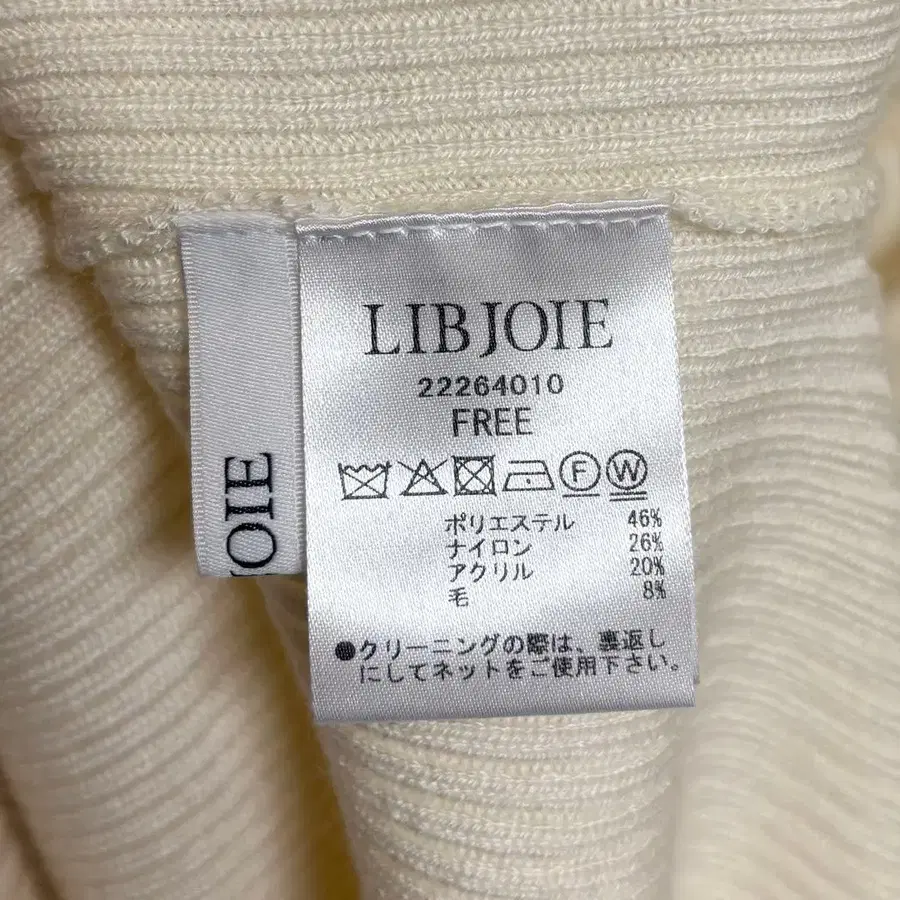 LIBJOIE
22264010
FREE
F W
ポリエステル 46%
ナイロン 26%
アクリル 20%
毛 8%
●クリーニングの際は、裏返し
にしてネットをご使用下さい。
JOIE